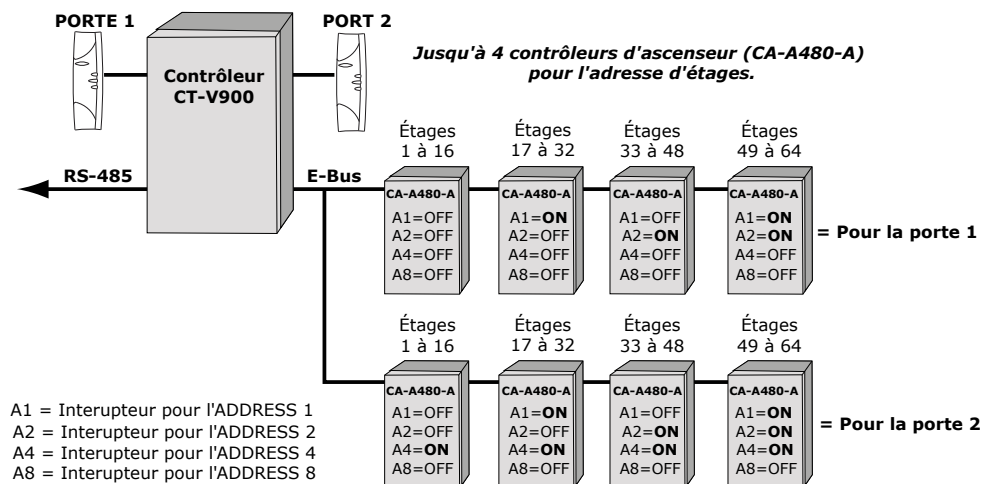 PORTE 1
PORT 2
Jusqu'à 4 contrôleurs d'ascenseur (CA-A480-A)
pour l'adresse d'étages.
Contrôleur
CT-V900
RS-485
E-Bus
Étages
1 à 16
Étages
17 à 32
Étages
33 à 48
Étages
49 à 64
CA-A480-A
A1=OFF
A2=OFF
A4=OFF
A8=OFF
CA-A480-A
A1=ON
A2=OFF
A4=OFF
A8=OFF
CA-A480-A
A1=OFF
A2=ON
A4=OFF
A8=OFF
CA-A480-A
A1=ON
A2=ON
A4=OFF
A8=OFF
= Pour la porte 1
Étages
1 à 16
Étages
17 à 32
Étages
33 à 48
Étages
49 à 64
CA-A480-A
A1=OFF
A2=OFF
A4=ON
A8=OFF
CA-A480-A
A1=ON
A2=OFF
A4=ON
A8=OFF
CA-A480-A
A1=OFF
A2=ON
A4=ON
A8=OFF
CA-A480-A
A1=ON
A2=ON
A4=ON
A8=OFF
= Pour la porte 2
A1 = Interupteur pour l'ADDRESS 1
A2 = Interupteur pour l'ADDRESS 2
A4 = Interupteur pour l'ADDRESS 4
A8 = Interupteur pour l'ADDRESS 8